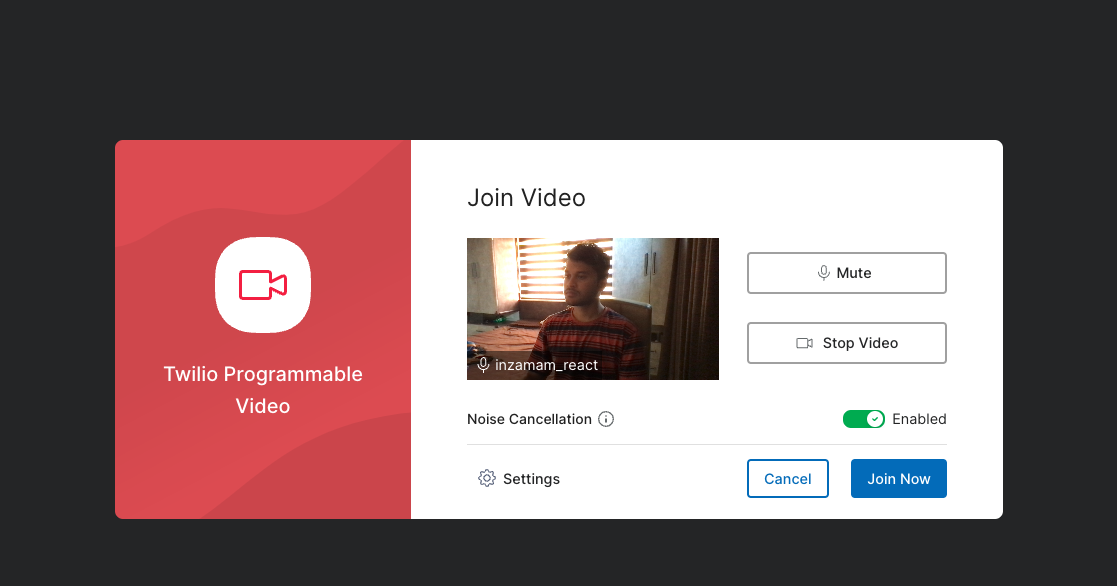 Twilio Programmable
Video
Join Video
inzamam_react
Mute
Stop Video
Noise Cancellation
Enabled
Settings
Cancel
Join Now